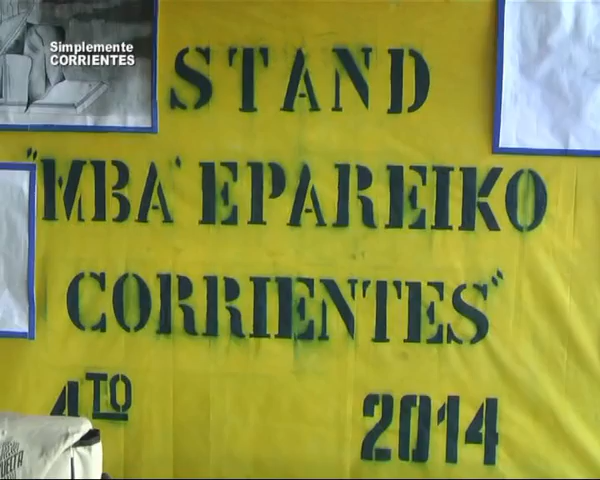 Simplemente
CORRIENTES
STAND
"MBA' EPAREIKO
CORRIENTES"
4TO 2014